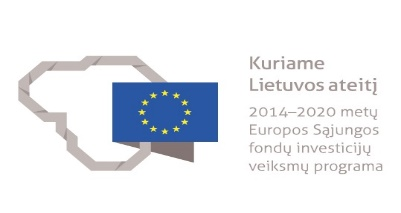 Kuriame
Lietuvos ateitį
2014–2020 metų
Europos Sąjungos
fondų investicijų
veiksmų programa